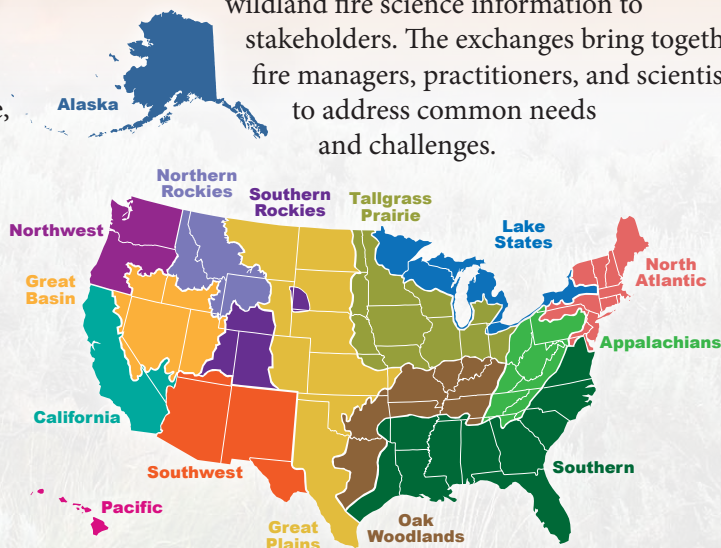 wildland fire science information to
stakeholders. The exchanges bring
fire managers, practitioners, and
to address common needs
and challenges.
Alaska
Northern
Rockies
Southern
Rockies
Tallgrass
Prairie
Lake
States
Northwest
North
Atlantic
Great
Basin
Appalachians
California
Southwest
Southern
Pacific
Great
Plains
Oak
Woodlands